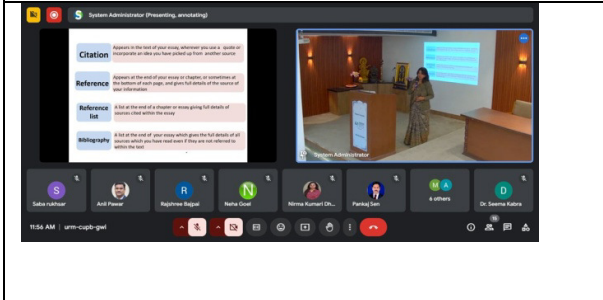 System Administrator (Presenting, annotating)
Citation
Appears in the text of your essay, wherever you use a quote or
incorporate an idea you have picked up from another source
Reference
Appears at the end of your essay or chapter, or sometimes at
the bottom of each page, and gives full details of the source of
your information
Reference
list
A list at the end of a chapter or essay giving full details of
sources cited within the essay
Bibliography
A list at the end of your essay which gives the full details of all
sources which you have read even if they are not referred to
within the text
System Administrator
S
Saba rukhsar
Anil Pawar
R
Rajshree Bajpai
N
Neha Goel
Nirma Kumari Dh...
Pankaj Sen
M A
6 others
D
Dr. Seema Kabra
11:56 AM | urm-cupb-gwl
16